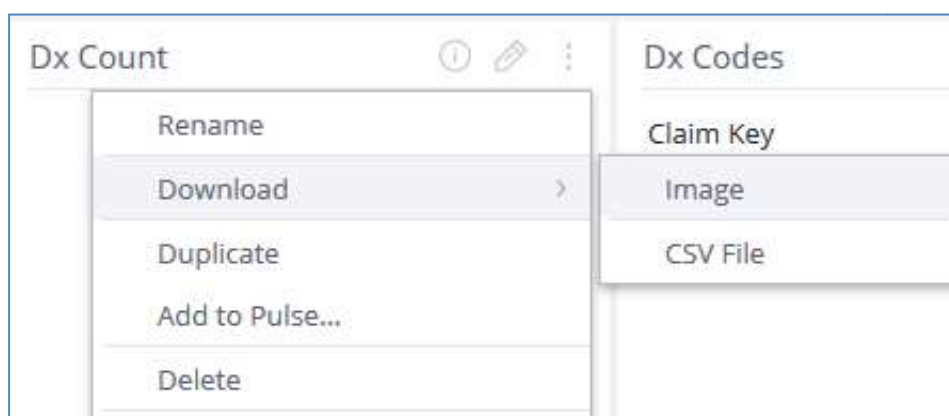 Dx Count
Dx Codes
Rename
Claim Key
Download
Image
Duplicate
CSV File
Add to Pulse...
Delete